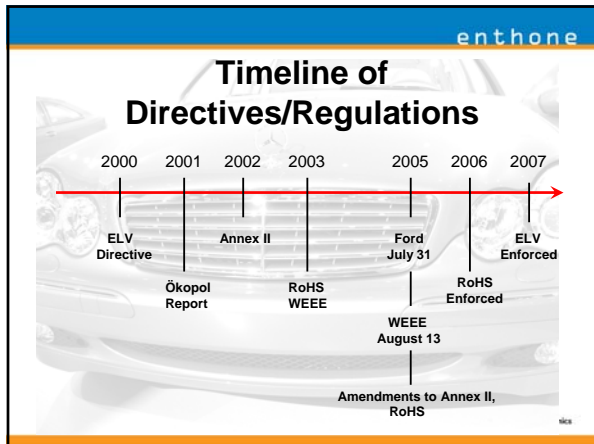 enthone
Timeline of
Directives/Regulations
2000 2001 2002 2003 2005 2006 2007
ELV
Directive
Ökopol
Report
Annex II
RoHS
WEEE
Ford
July 31
WEEE
August 13
Amendments to Annex II,
RoHS
RoHS
Enforced
ELV
Enforced